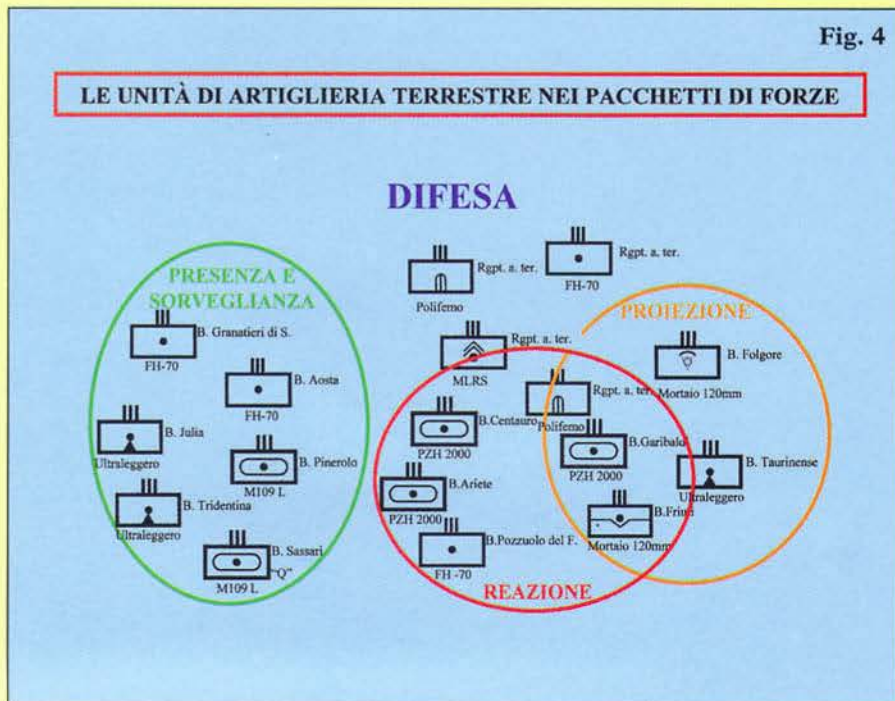 Fig. 4
LE UNITÀ DI ARTIGLIERIA TERRESTRE NEI PACCHETTI DI FORZE
DIFESA
PRESENZA E
SORVEGLIANZA
B. Granatieri di S.
FH-70
B. Aosta
FH-70
B. Julia
Ultraleggero
B. Pinerolo
M109 L
B. Tridentina
Ultraleggero
B. Sassari
"Q"
M109 L
Rgpt. a. ter.
Polifemo
Rgpt. a. ter.
FH-70
Rgpt. a. ter.
MLRS
Rgpt. a. ter.
Polifemo
B.Centauro
PZH 2000
B.Ariete
PZH 2000
B.Pozzuolo del F.
FH -70
REAZIONE
PROIEZIONE
B. Folgore
Mortaio 120mm
B.Garibaldi
PZH 2000
B. Taurinense
Ultraleggero
B.Friuli
Mortaio 120mm